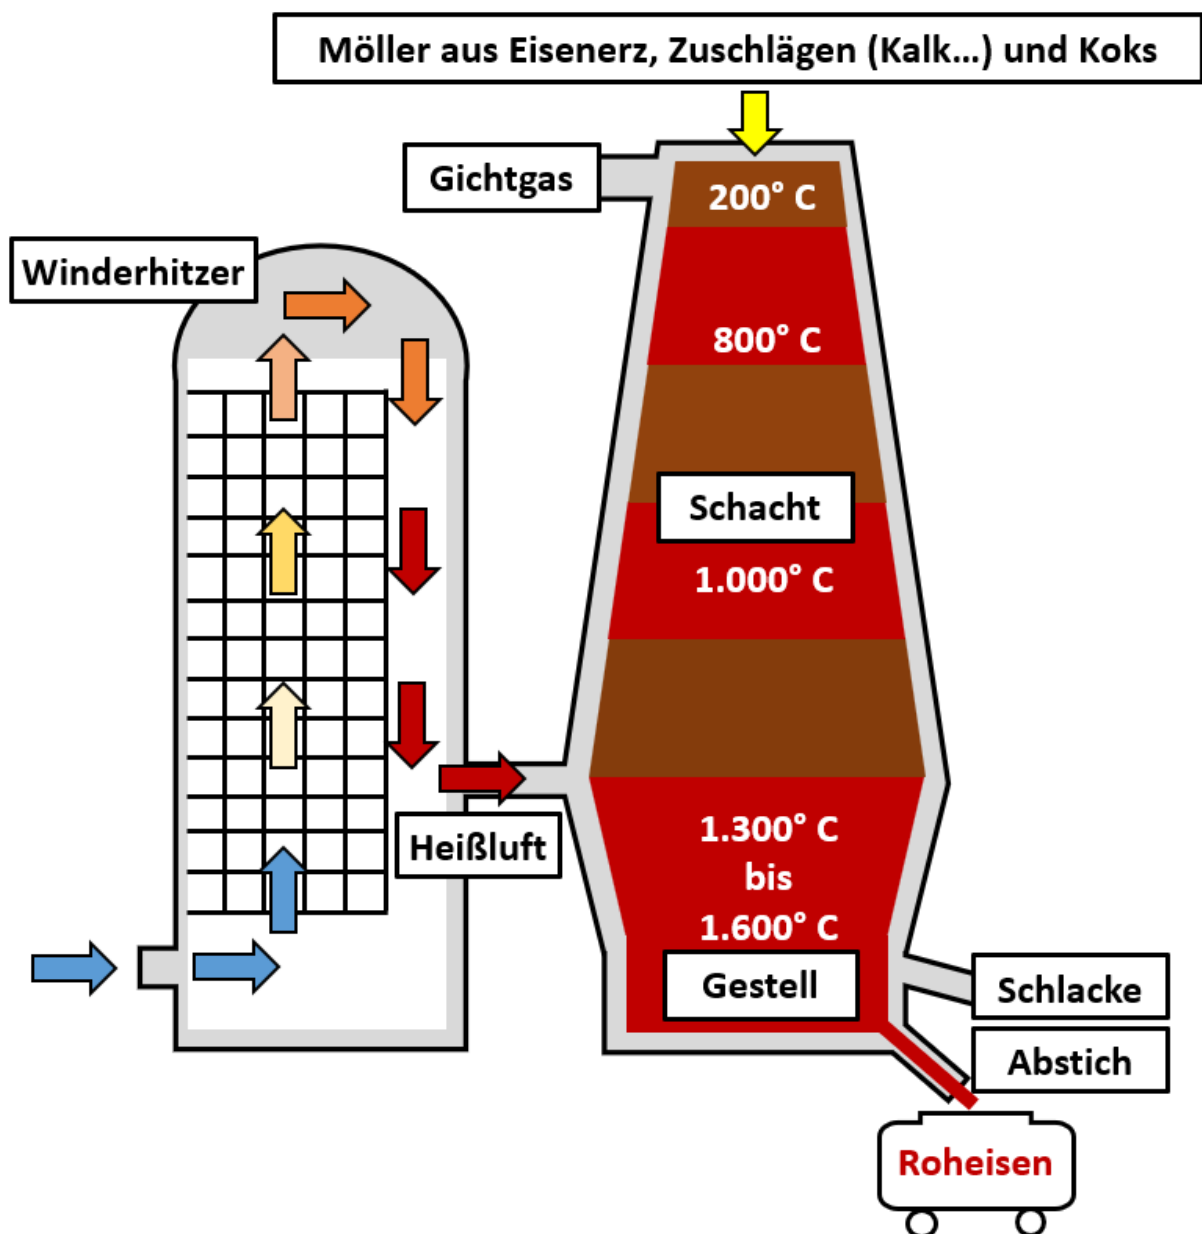 Möller aus Eisenerz, Zuschlägen (Kalk...) und Koks
Gichtgas
200° C
Winderhitzer
800° C
Schacht
1.000° C
Heißluft
1.300° C
bis
1.600° C
Gestell
Schlacke
Abstich
Roheisen